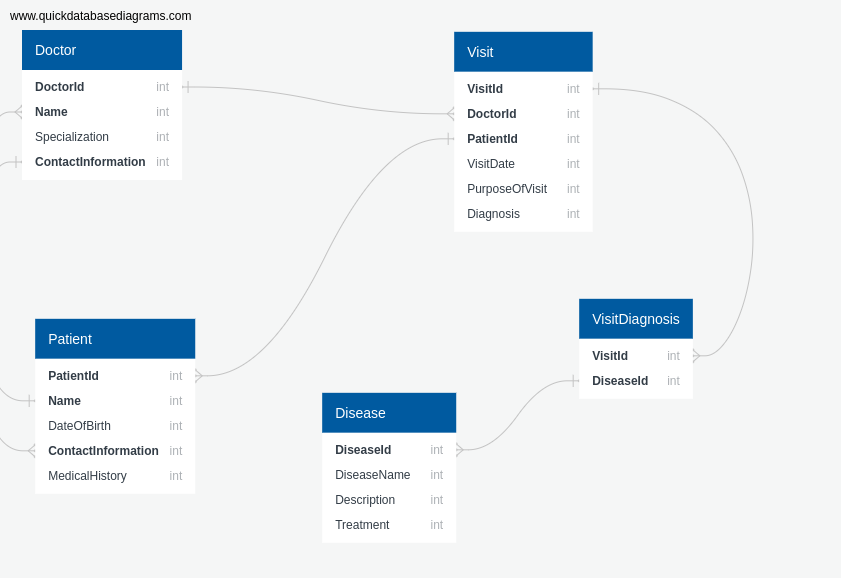 www.quickdatabasediagrams.com
Doctor
DoctorId int
Name int
Specialization int
ContactInformation int
Visit
VisitId int
DoctorId int
PatientId int
VisitDate int
PurposeOfVisit int
Diagnosis int
Patient
PatientId int
Name int
DateOfBirth int
ContactInformation int
MedicalHistory int
Disease
DiseaseId int
DiseaseName int
Description int
Treatment int
VisitDiagnosis
VisitId int
DiseaseId int